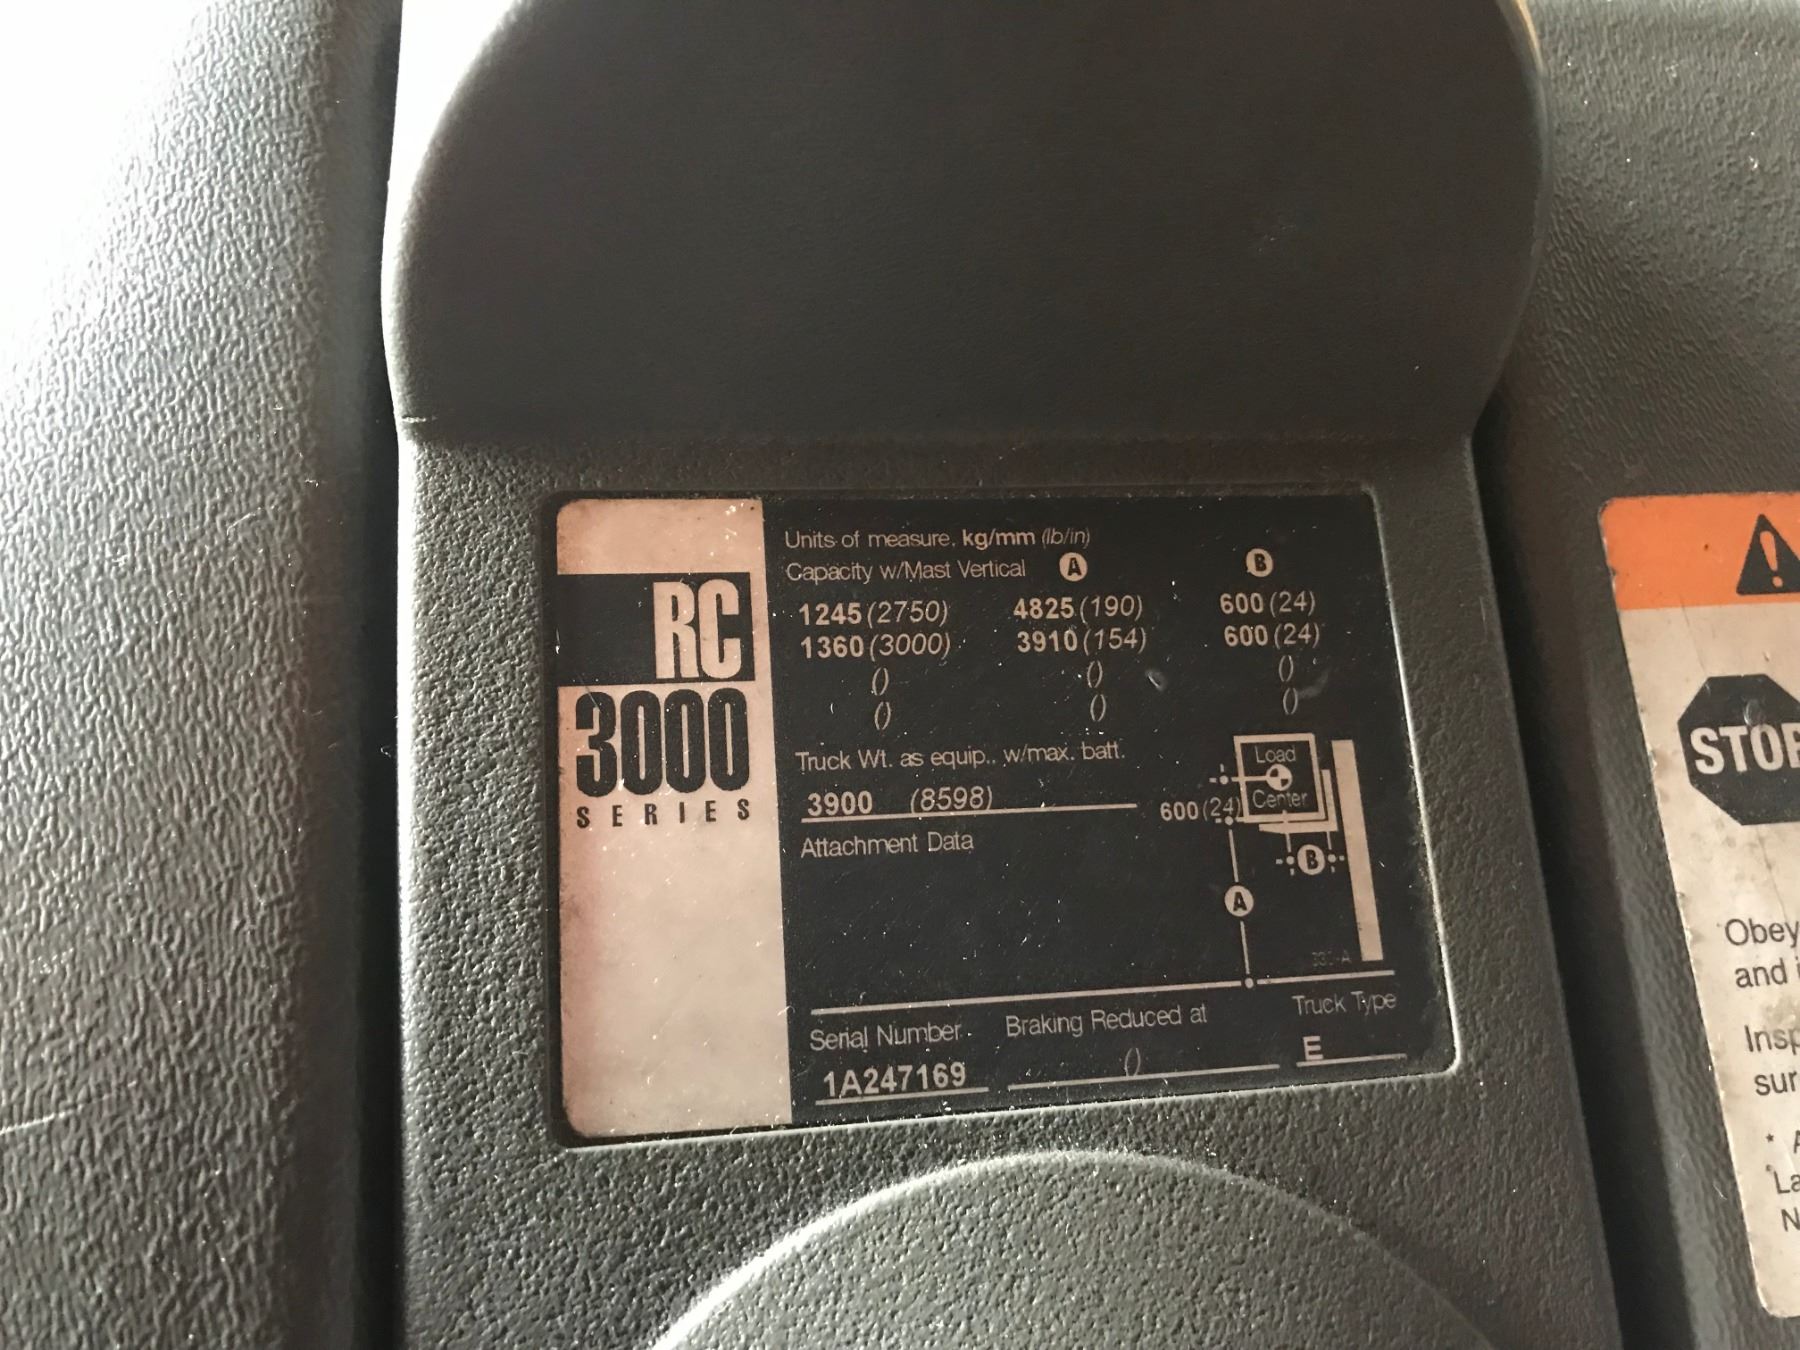 RC
3000
SERIES
Units of measure, kg/mm (lb/in)
Capacity w/Mast Vertical A B
1245 (2750) 4825 (190) 600 (24)
1360 (3000) 3910 (154) 600 (24)
() () ()
() () ()
Truck Wt. as equip., w/max. batt.
3900 (8598)
Attachment Data
Load
Center
600 (24)
B
A
Serial Number Braking Reduced at Truck Type
1A247169 () E
STOP
Obey
and